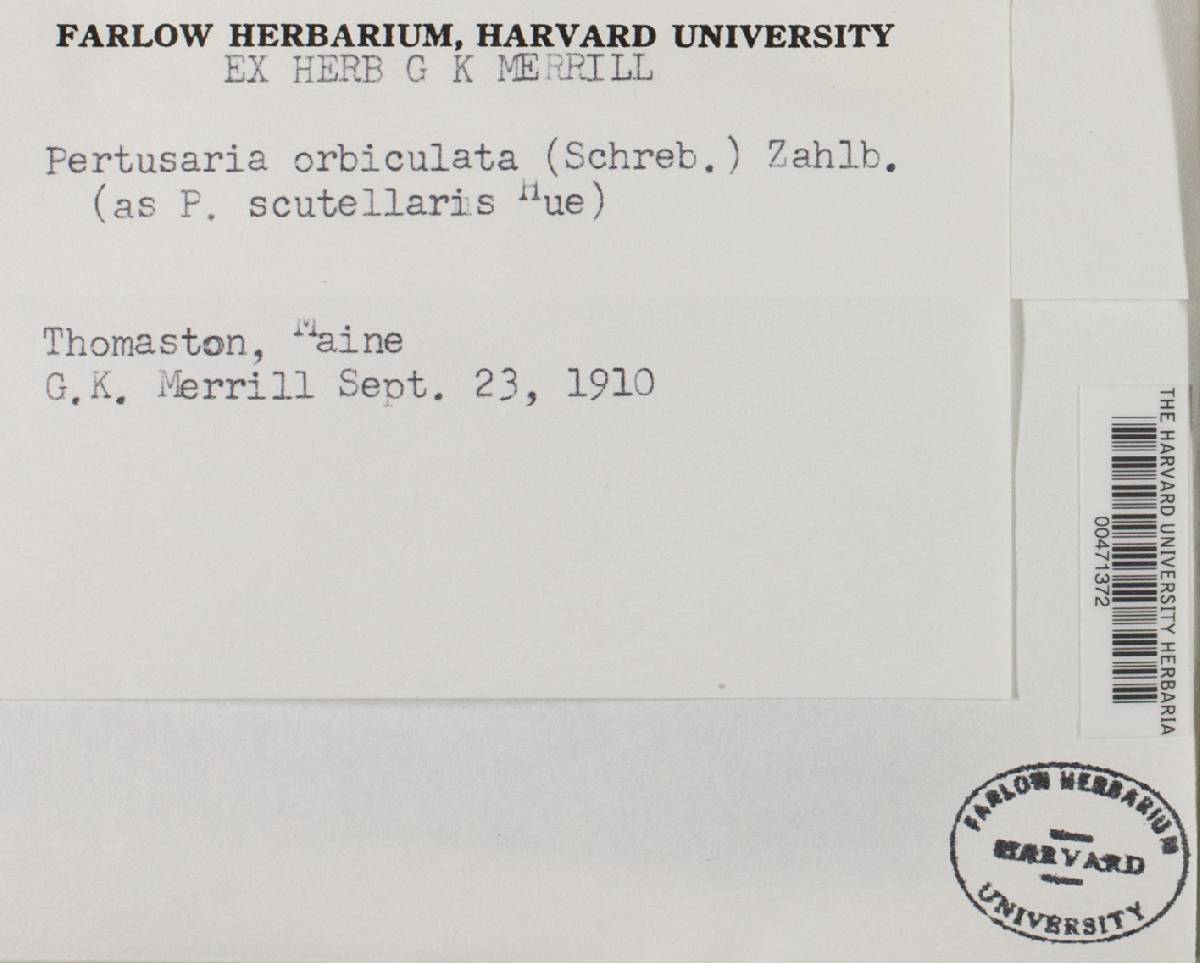 FARLOW HERBARIUM, HARVARD UNIVERSITY
EX HERB G K MERRILL
Pertusaria orbiculata (Schreb.) Zahlb.
(as P. scutellaris Hue)
Thomaston, Maine
G.K. Merrill Sept. 23, 1910
THE HARVARD UNIVERSITY HERBARIA
00471372
FARLOW HERBARIUM
HARVARD
UNIVERSITY